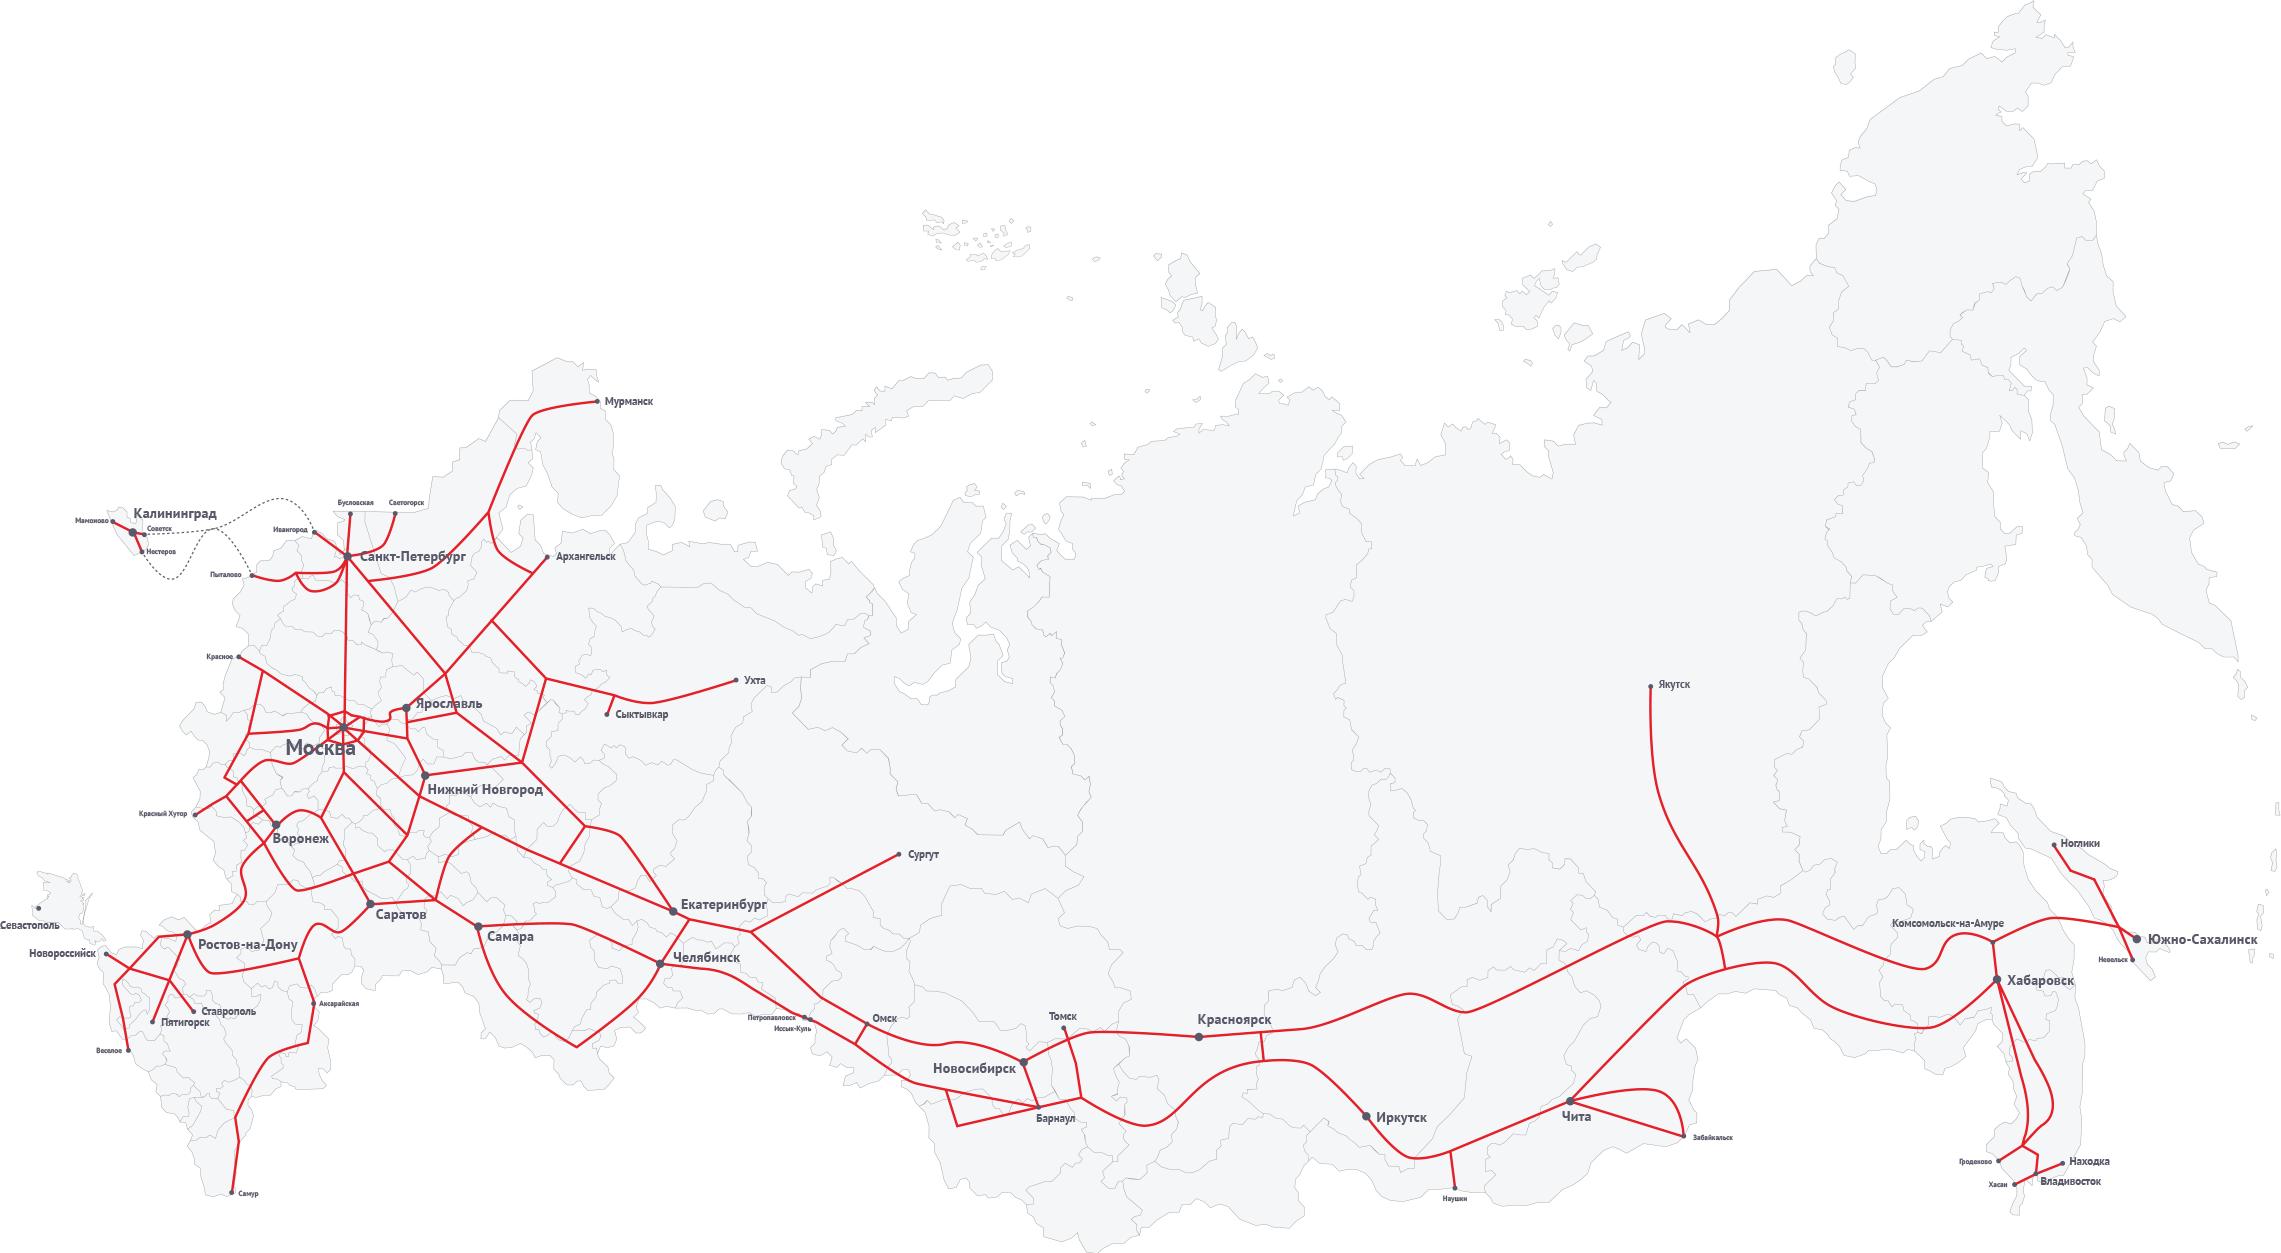 Мурманск
Бусловская
Светогорск
Калининград
Мамоново
Советск
Ивангород
Нестеров
Санкт-Петербург
Архангельск
Пыталово
Красное
Ухта
Якутск
Ярославль
Сыктывкар
Москва
Нижний Новгород
Красный Хутор
Воронеж
Ноглики
Сургут
Екатеринбург
Саратов
Севастополь
Комсомольск-на-Амуре
Самара
Ростов-на-Дону
Южно-Сахалинск
Новороссийск
Челябинск
Невельск
Хабаровск
Аксарайская
Ставрополь
Пятигорск
Петропавловск
Иссык-Куль
Омск
Томск
Красноярск
Веселое
Новосибирск
Барнаул
Иркутск
Чита
Забайкальск
Гродеково
Находка
Хасан
Владивосток
Самур
Наушки